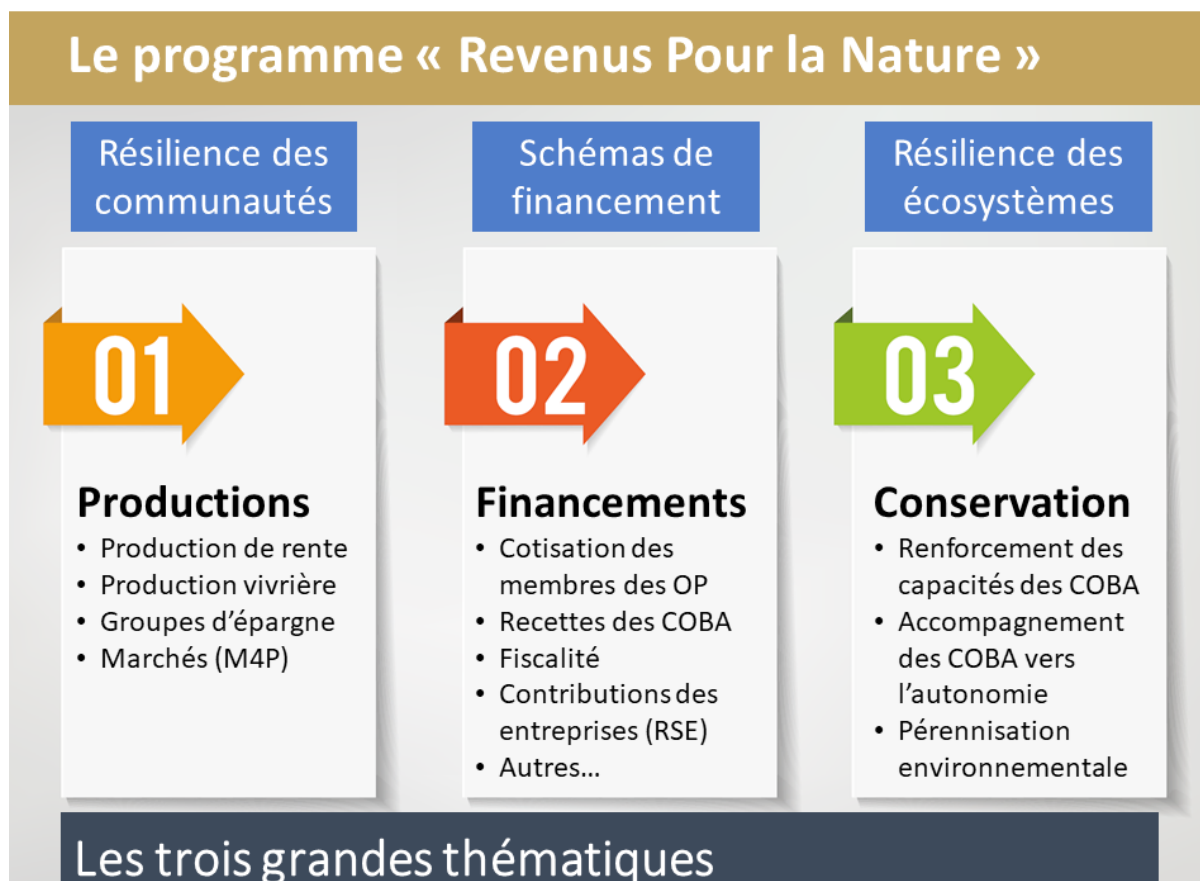 Le programme « Revenus Pour la Nature »
Résilience des
communautés
01
Productions
• Production de rente
• Production vivrière
• Groupes d’épargne
• Marchés (M4P)
Schémas de
financement
02
Financements
• Cotisation des
membres des OP
• Recettes des COBA
• Fiscalité
• Contributions des
entreprises (RSE)
• Autres…
Résilience des
écosystèmes
03
Conservation
• Renforcement des
capacités des COBA
• Accompagnement
des COBA vers
l’autonomie
• Pérennisation
environnementale
Les trois grandes thématiques